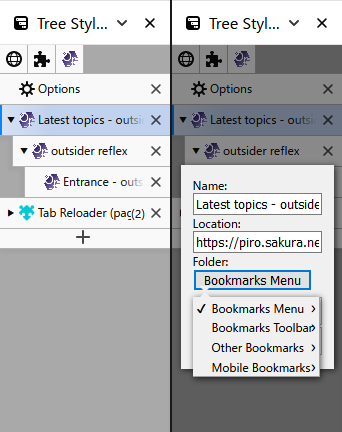 Tree Styl...
Options
Latest topics - outs
outsider reflex
Entrance - outs
Tab Reloader (pac(2)
Tree Styl...
Options
Latest topics - outs
outsider reflex
Name:
Latest topics - outside
Location:
https://piro.sakura.ne
Folder:
Bookmarks Menu
Bookmarks Menu
Bookmarks Toolbar
Other Bookmarks
Mobile Bookmarks